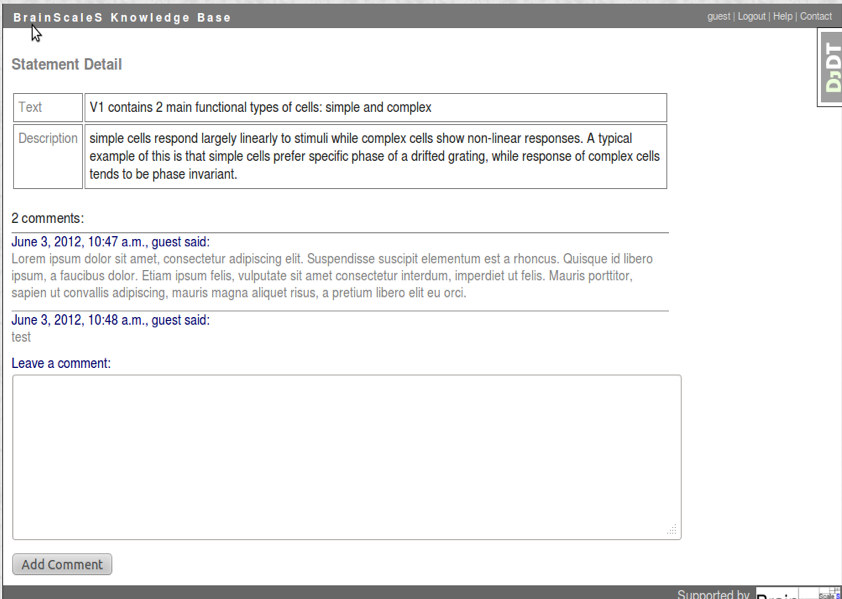 BrainScaleS Knowledge Base
guest | Logout | Help | Contact
DjDT
Statement Detail
Text
V1 contains 2 main functional types of cells: simple and complex
Description
simple cells respond largely linearly to stimuli while complex cells show non-linear responses. A typical
example of this is that simple cells prefer specific phase of a drifted grating, while response of complex cells
tends to be phase invariant.
2 comments:
June 3, 2012, 10:47 a.m., guest said:
Lorem ipsum dolor sit amet, consectetur adipiscing elit. Suspendisse suscipit elementum est a rhoncus. Quisque id libero
ipsum, a faucibus dolor. Etiam ipsum felis, vulputate sit amet consectetur interdum, imperdiet ut felis. Mauris porttitor,
sapien ut convallis adipiscing, mauris magna aliquet risus, a pretium libero elit eu orci.
June 3, 2012, 10:48 a.m., guest said:
test
Leave a comment:
Add Comment
Supported by